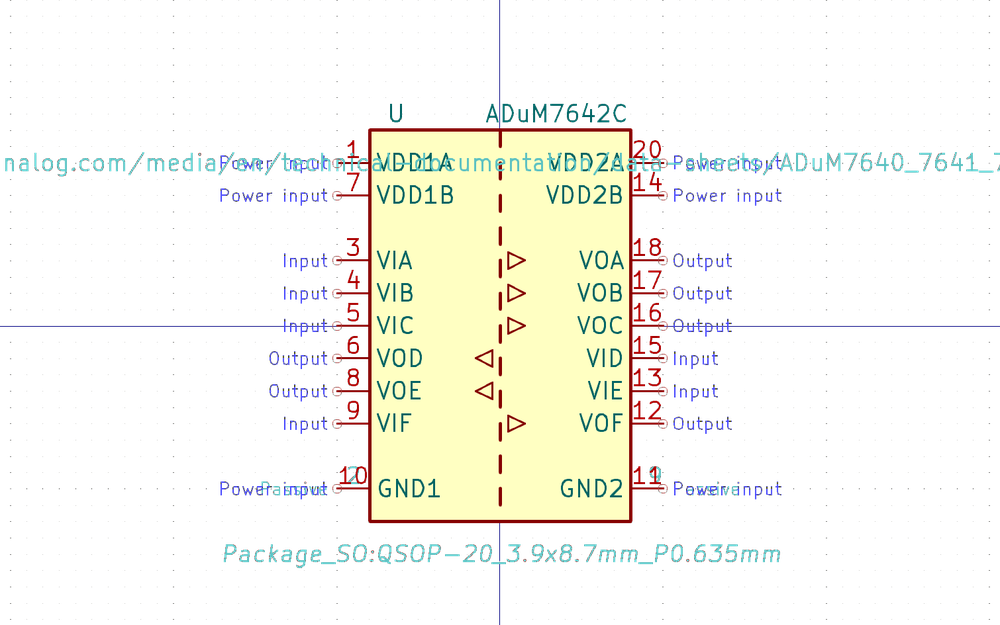 U ADuM7642C
nalog.com/media/en/technical-documentation/data-sheets/ADuM7640_7641_7
Power input 1 VDD1A VDD2A 20 Power input
Power input 7 VDD1B VDD2B 14 Power input
Input 3 VIA VOA 18 Output
Input 4 VIB VOB 17 Output
Input 5 VIC VOC 16 Output
Output 6 VOD VID 15 Input
Output 8 VOE VIE 13 Input
Input 9 VIF VOF 12 Output
Power input 10 GND1 GND2 11 Power input
Package_SO:QSOP-20_3.9x8.7mm_P0.635mm